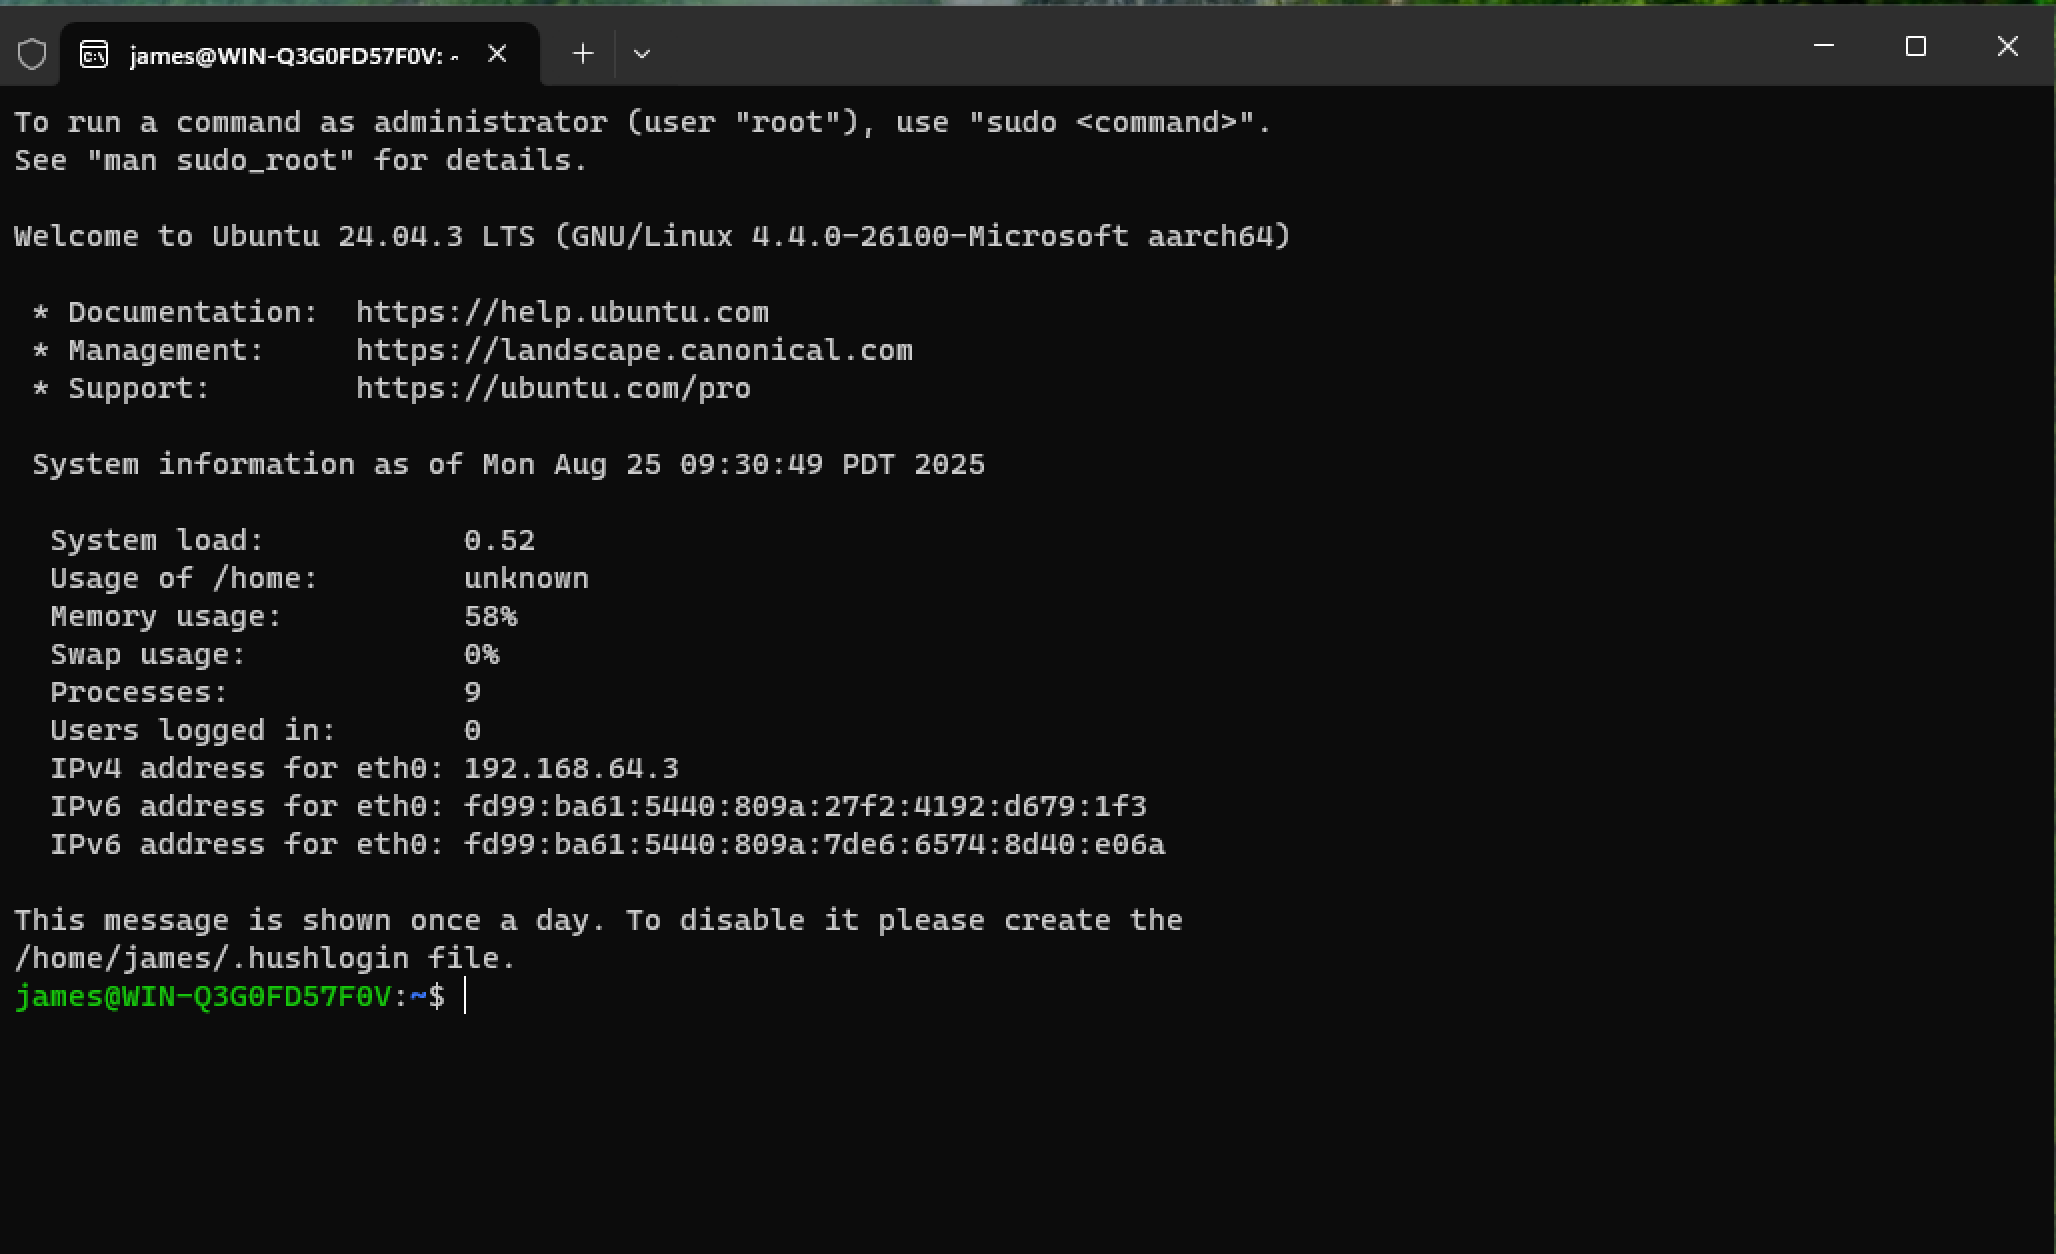 james@WIN-Q3G0FD57F0V: ~
To run a command as administrator (user "root"), use "sudo <command>".
See "man sudo_root" for details.
Welcome to Ubuntu 24.04.3 LTS (GNU/Linux 4.4.0-26100-Microsoft aarch64)
* Documentation: https://help.ubuntu.com
* Management: https://landscape.canonical.com
* Support: https://ubuntu.com/pro
System information as of Mon Aug 25 09:30:49 PDT 2025
System load: 0.52
Usage of /home: unknown
Memory usage: 58%
Swap usage: 0%
Processes: 9
Users logged in: 0
IPv4 address for eth0: 192.168.64.3
IPv6 address for eth0: fd99:ba61:5440:809a:27f2:4192:d679:1f3
IPv6 address for eth0: fd99:ba61:5440:809a:7de6:6574:8d40:e06a
This message is shown once a day. To disable it please create the
/home/james/.hushlogin file.
james@WIN-Q3G0FD57F0V:~$